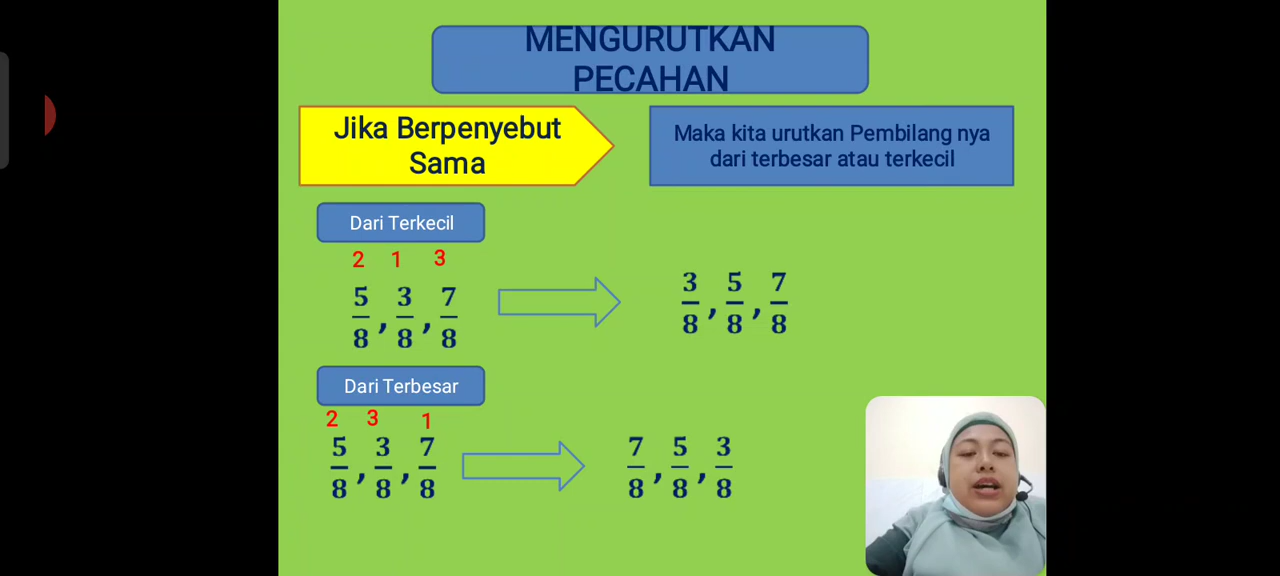 MENGURUTKAN
PECAHAN
Jika Berpenyebut
Sama
Maka kita urutkan Pembilang nya
dari terbesar atau terkecil
Dari Terkecil
2 1 3
5/8, 3/8, 7/8
3/8, 5/8, 7/8
Dari Terbesar
2 3 1
5/8, 3/8, 7/8
7/8, 5/8, 3/8